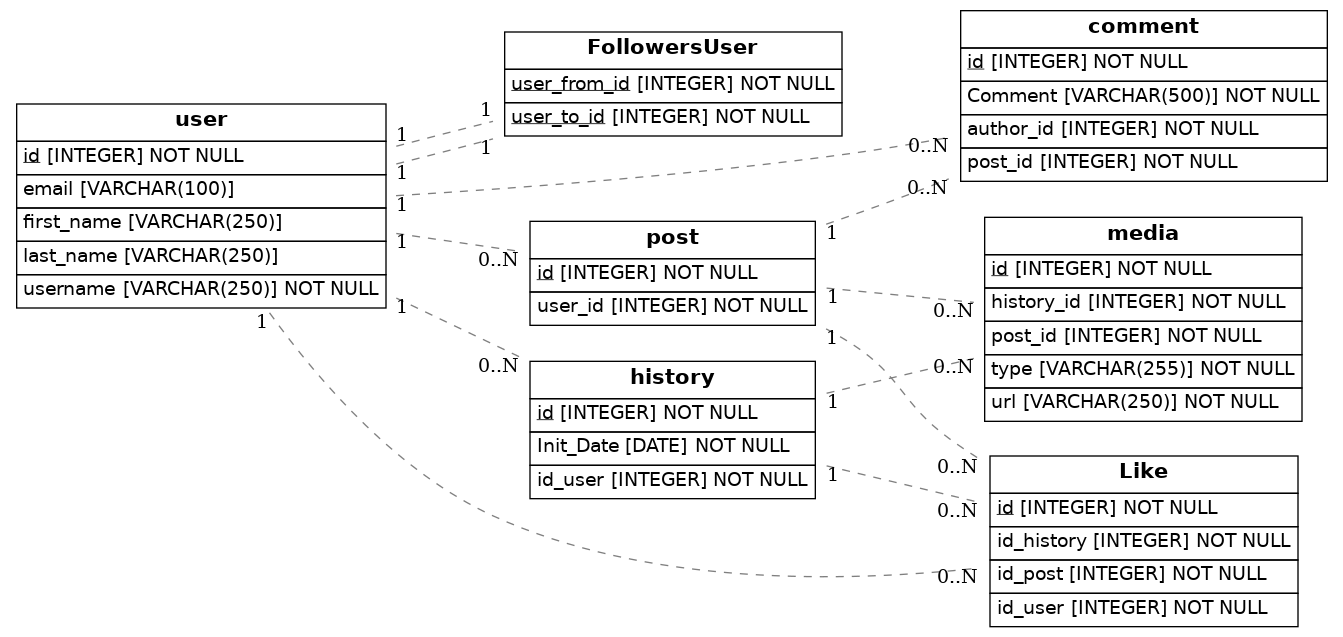 user
id [INTEGER] NOT NULL
email [VARCHAR(100)]
first_name [VARCHAR(250)]
last_name [VARCHAR(250)]
username [VARCHAR(250)] NOT NULL
FollowersUser
user_from_id [INTEGER] NOT NULL
user_to_id [INTEGER] NOT NULL
comment
id [INTEGER] NOT NULL
Comment [VARCHAR(500)] NOT NULL
author_id [INTEGER] NOT NULL
post_id [INTEGER] NOT NULL
post
id [INTEGER] NOT NULL
user_id [INTEGER] NOT NULL
media
id [INTEGER] NOT NULL
history_id [INTEGER] NOT NULL
post_id [INTEGER] NOT NULL
type [VARCHAR(255)] NOT NULL
url [VARCHAR(250)] NOT NULL
history
id [INTEGER] NOT NULL
Init_Date [DATE] NOT NULL
id_user [INTEGER] NOT NULL
Like
id [INTEGER] NOT NULL
id_history [INTEGER] NOT NULL
id_post [INTEGER] NOT NULL
id_user [INTEGER] NOT NULL
1
1
1
1
1
0..N
1
0..N
1
0..N
1
0..N
1
0..N
1
0..N
1
0..N
1
0..N
1
0..N